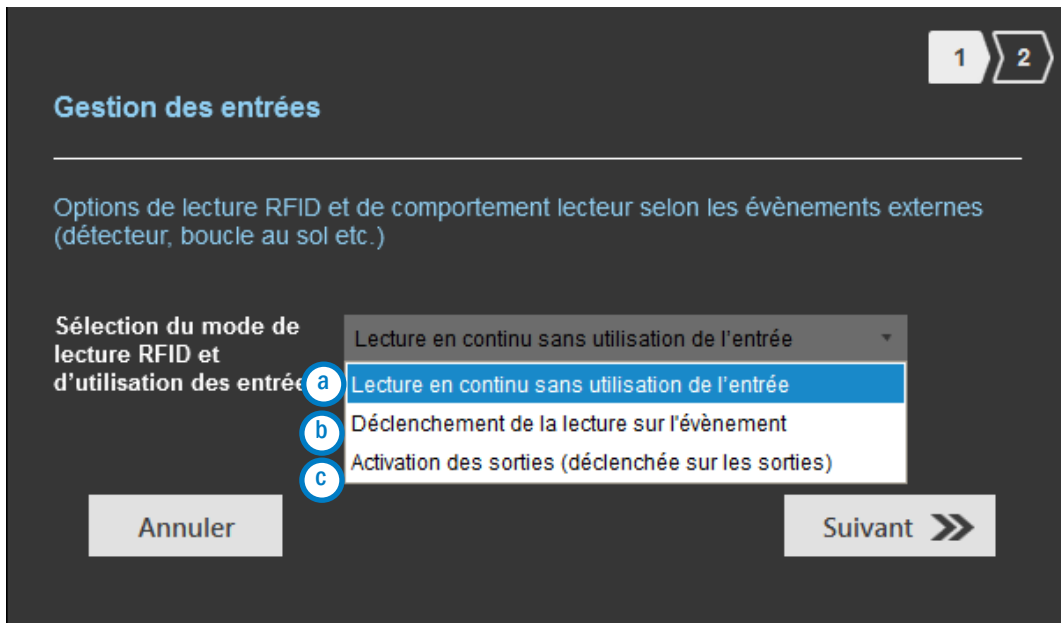 1 2
Gestion des entrées
Options de lecture RFID et de comportement lecteur selon les évènements externes
(détecteur, boucle au sol etc.)
Sélection du mode de
lecture RFID et
d'utilisation des entrée
Lecture en continu sans utilisation de l'entrée
a Lecture en continu sans utilisation de l'entrée
b Déclenchement de la lecture sur l'évènement
c Activation des sorties (déclenchée sur les sorties)
Annuler
Suivant